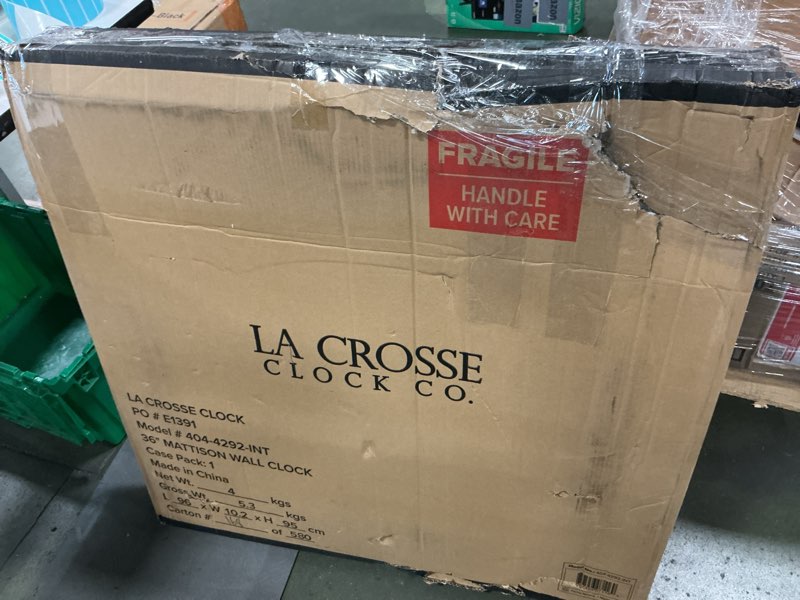 Black
VIZIO
FRAGILE
HANDLE
WITH CARE
LA CROSSE
CLOCK CO.
LA CROSSE CLOCK
PO # E1391
Model # 404-4292-INT
36" MATTISON WALL CLOCK
Case Pack: 1
Made in China
Net Wt. 4 kgs
Gross Wt. 5.3 kgs
L 96 x W 10.2 x H 95 cm
Carton # of 580